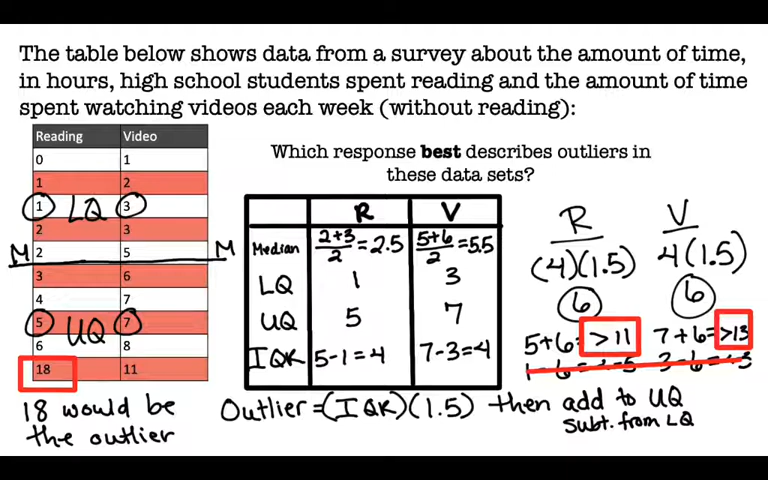 The table below shows data from a survey about the amount of time,
in hours, high school students spent reading and the amount of time
spent watching videos each week (without reading):
Which response best describes outliers in
these data sets?
Reading Video
0 1
1 2
1 LQ 3
2 3
M 2 5 M
3 6
4 7
5 UQ 7
6 8
18 11
R V
Median 2+3/2=2.5 5+6/2=5.5
LQ 1 3
UQ 5 7
IQR 5-1=4 7-3=4
R
(4)(1.5)
6
5+6= >11
V
4(1.5)
6
7+6= >13
18 would be
the outlier
Outlier=(IQR)(1.5) then add to UQ
Subt. from LQ